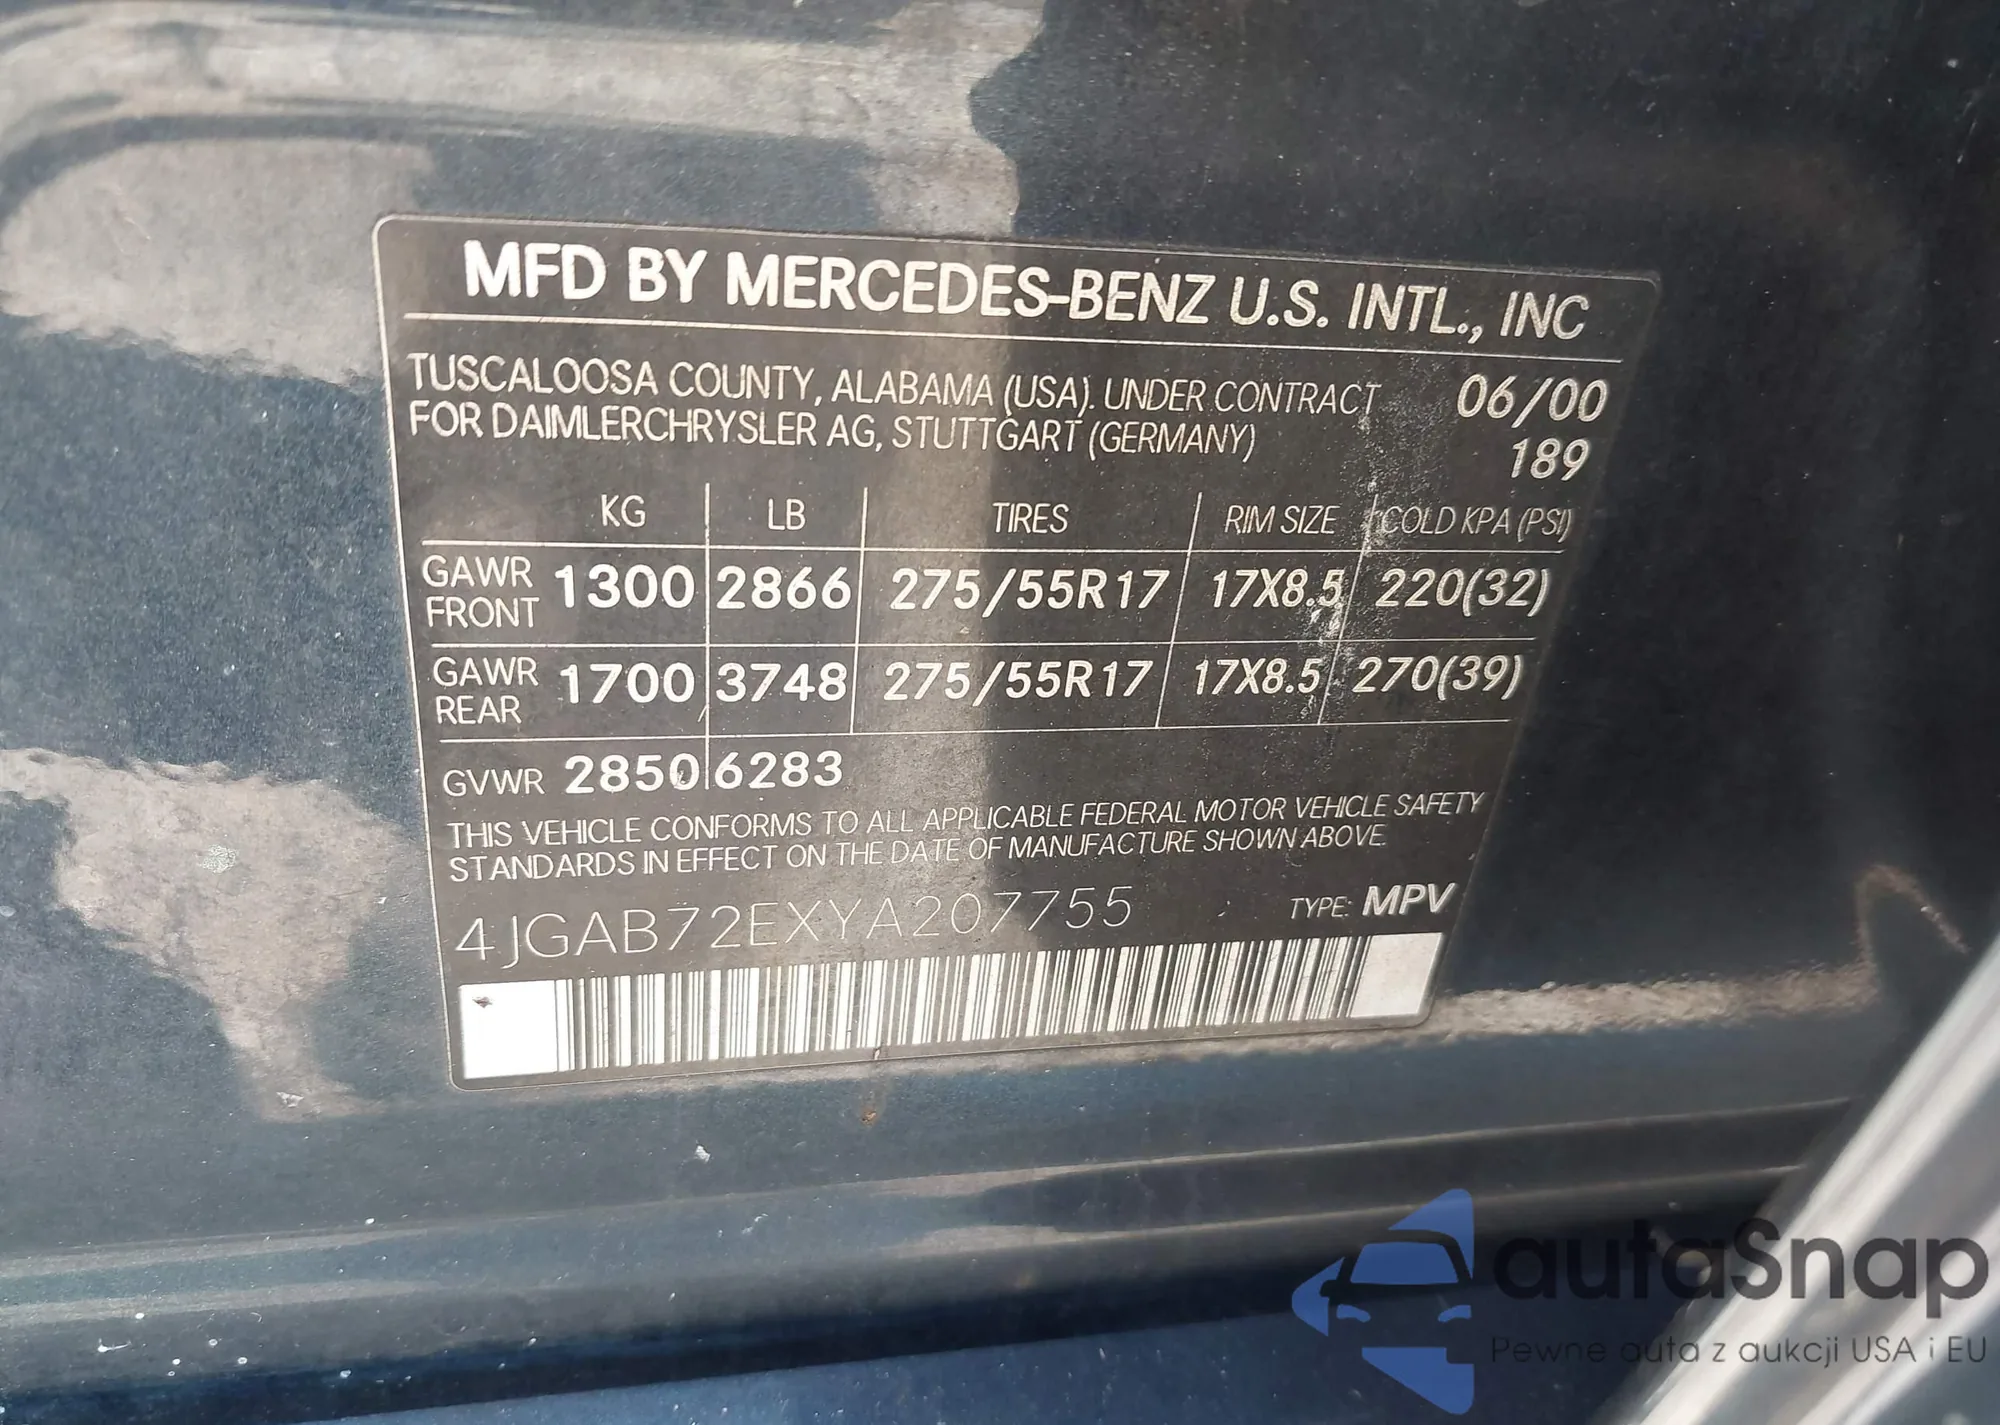 MFD BY MERCEDES-BENZ U.S. INTL., INC
TUSCALOOSA COUNTY, ALABAMA (USA). UNDER CONTRACT 06/00
FOR DAIMLERCHRYSLER AG, STUTTGART (GERMANY) 189
KG LB TIRES RIM SIZE COLD KPA (PSI)
GAWR FRONT 1300 2866 275/55R17 17X8.5 220(32)
GAWR REAR 1700 3748 275/55R17 17X8.5 270(39)
GVWR 2850 6283
THIS VEHICLE CONFORMS TO ALL APPLICABLE FEDERAL MOTOR VEHICLE SAFETY
STANDARDS IN EFFECT ON THE DATE OF MANUFACTURE SHOWN ABOVE.
4JGAB72EXYA207755 TYPE: MPV
autaSnap
Pewne auta z aukcji USA i EU